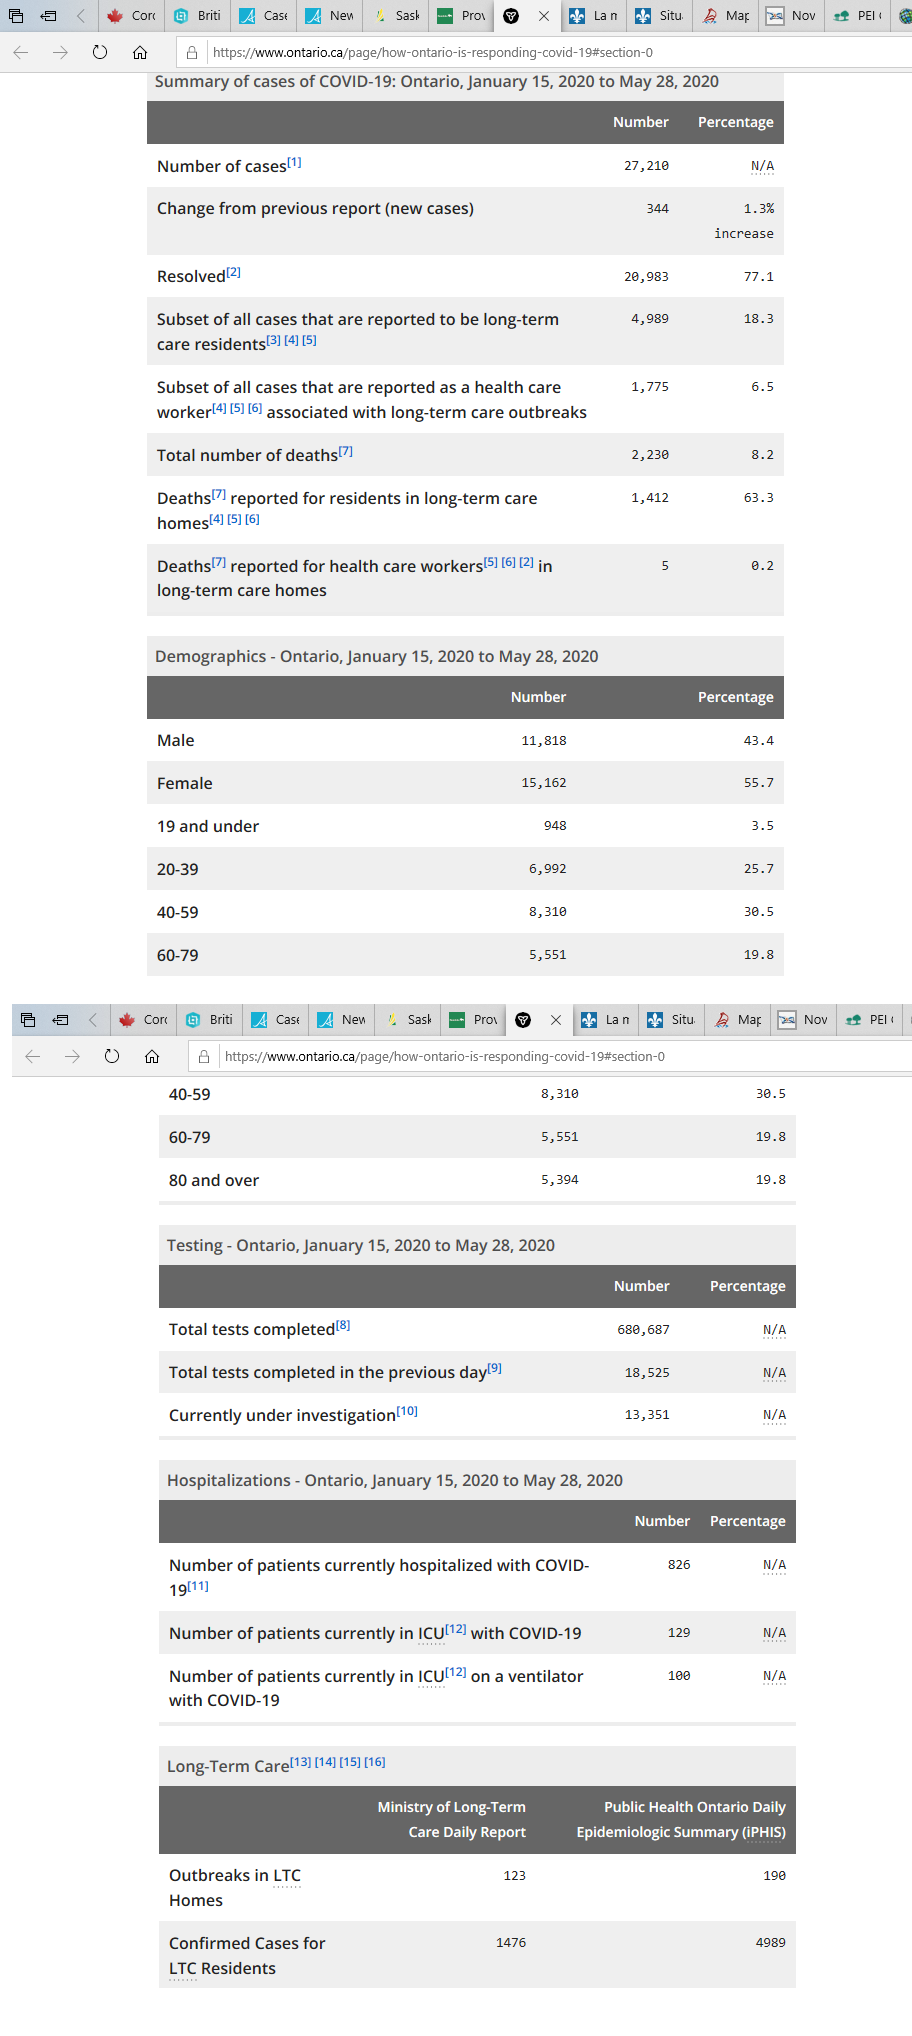 Corc Briti Case New Sask Prov La n Situ Map Nov PEI (
https://www.ontario.ca/page/how-ontario-is-responding-covid-19#section-0
Summary of cases of COVID-19: Ontario, January 15, 2020 to May 28, 2020
Number Percentage
Number of cases[1] 27,210 N/A
Change from previous report (new cases) 344 1.3%
increase
Resolved[2] 20,983 77.1
Subset of all cases that are reported to be long-term 4,989 18.3
care residents[3] [4] [5]
Subset of all cases that are reported as a health care 1,775 6.5
worker[4] [5] [6] associated with long-term care outbreaks
Total number of deaths[7] 2,230 8.2
Deaths[7] reported for residents in long-term care 1,412 63.3
homes[4] [5] [6]
Deaths[7] reported for health care workers[5] [6] [2] in 5 0.2
long-term care homes
Demographics - Ontario, January 15, 2020 to May 28, 2020
Number Percentage
Male 11,818 43.4
Female 15,162 55.7
19 and under 948 3.5
20-39 6,992 25.7
40-59 8,310 30.5
60-79 5,551 19.8
Corc Briti Case New Sask Prov La n Situ Map Nov PEI (
https://www.ontario.ca/page/how-ontario-is-responding-covid-19#section-0
40-59 8,310 30.5
60-79 5,551 19.8
80 and over 5,394 19.8
Testing - Ontario, January 15, 2020 to May 28, 2020
Number Percentage
Total tests completed[8] 680,687 N/A
Total tests completed in the previous day[9] 18,525 N/A
Currently under investigation[10] 13,351 N/A
Hospitalizations - Ontario, January 15, 2020 to May 28, 2020
Number Percentage
Number of patients currently hospitalized with COVID- 826 N/A
19[11]
Number of patients currently in ICU[12] with COVID-19 129 N/A
Number of patients currently in ICU[12] on a ventilator 100 N/A
with COVID-19
Long-Term Care[13] [14] [15] [16]
Ministry of Long-Term Public Health Ontario Daily
Care Daily Report Epidemiologic Summary (iPHIS)
Outbreaks in LTC 123 190
Homes
Confirmed Cases for 1476 4989
LTC Residents